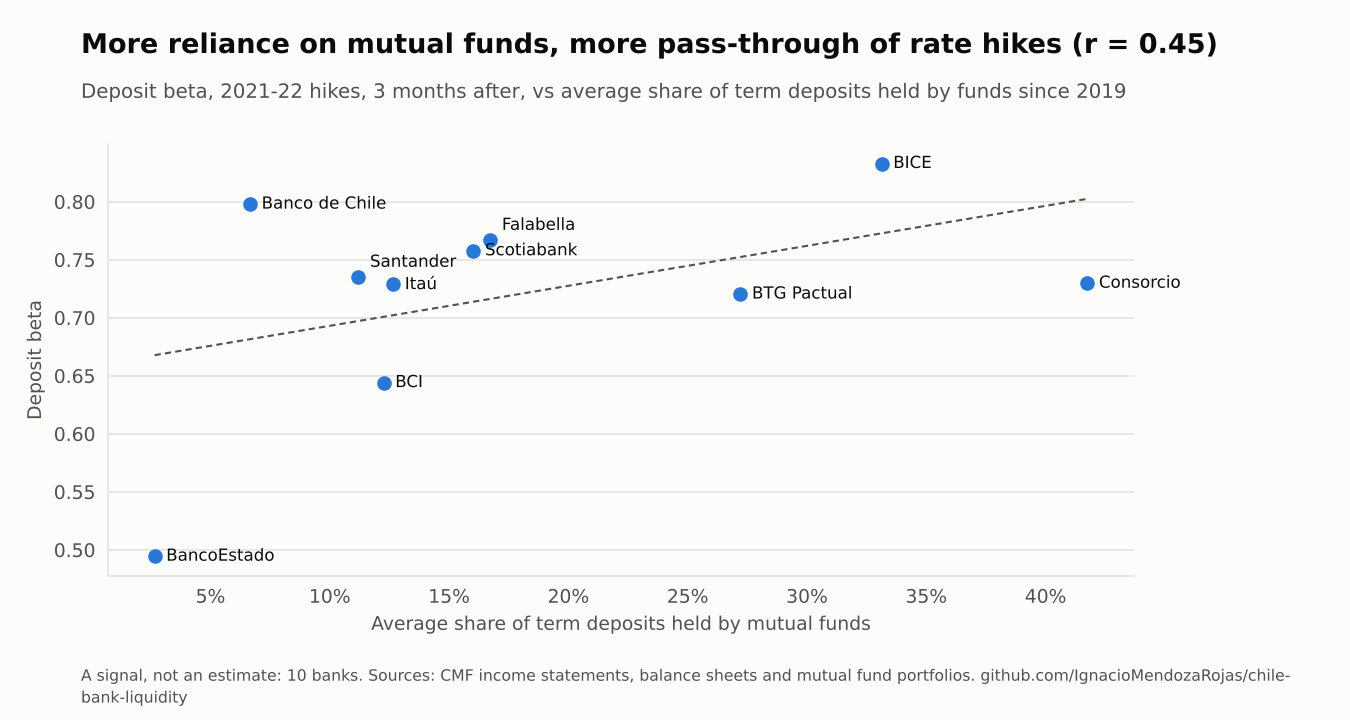 More reliance on mutual funds, more pass-through of rate hikes (r = 0.45)
Deposit beta, 2021-22 hikes, 3 months after, vs average share of term deposits held by funds since 2019
BICE
0.80
Banco de Chile
Falabella
Scotiabank
0.75
Santander
Itaú
Consorcio
BTG Pactual
0.70
Deposit beta
0.65
BCI
0.60
0.55
0.50
BancoEstado
5% 10% 15% 20% 25% 30% 35% 40%
Average share of term deposits held by mutual funds
A signal, not an estimate: 10 banks. Sources: CMF income statements, balance sheets and mutual fund portfolios. github.com/IgnacioMendozaRojas/chile-
bank-liquidity